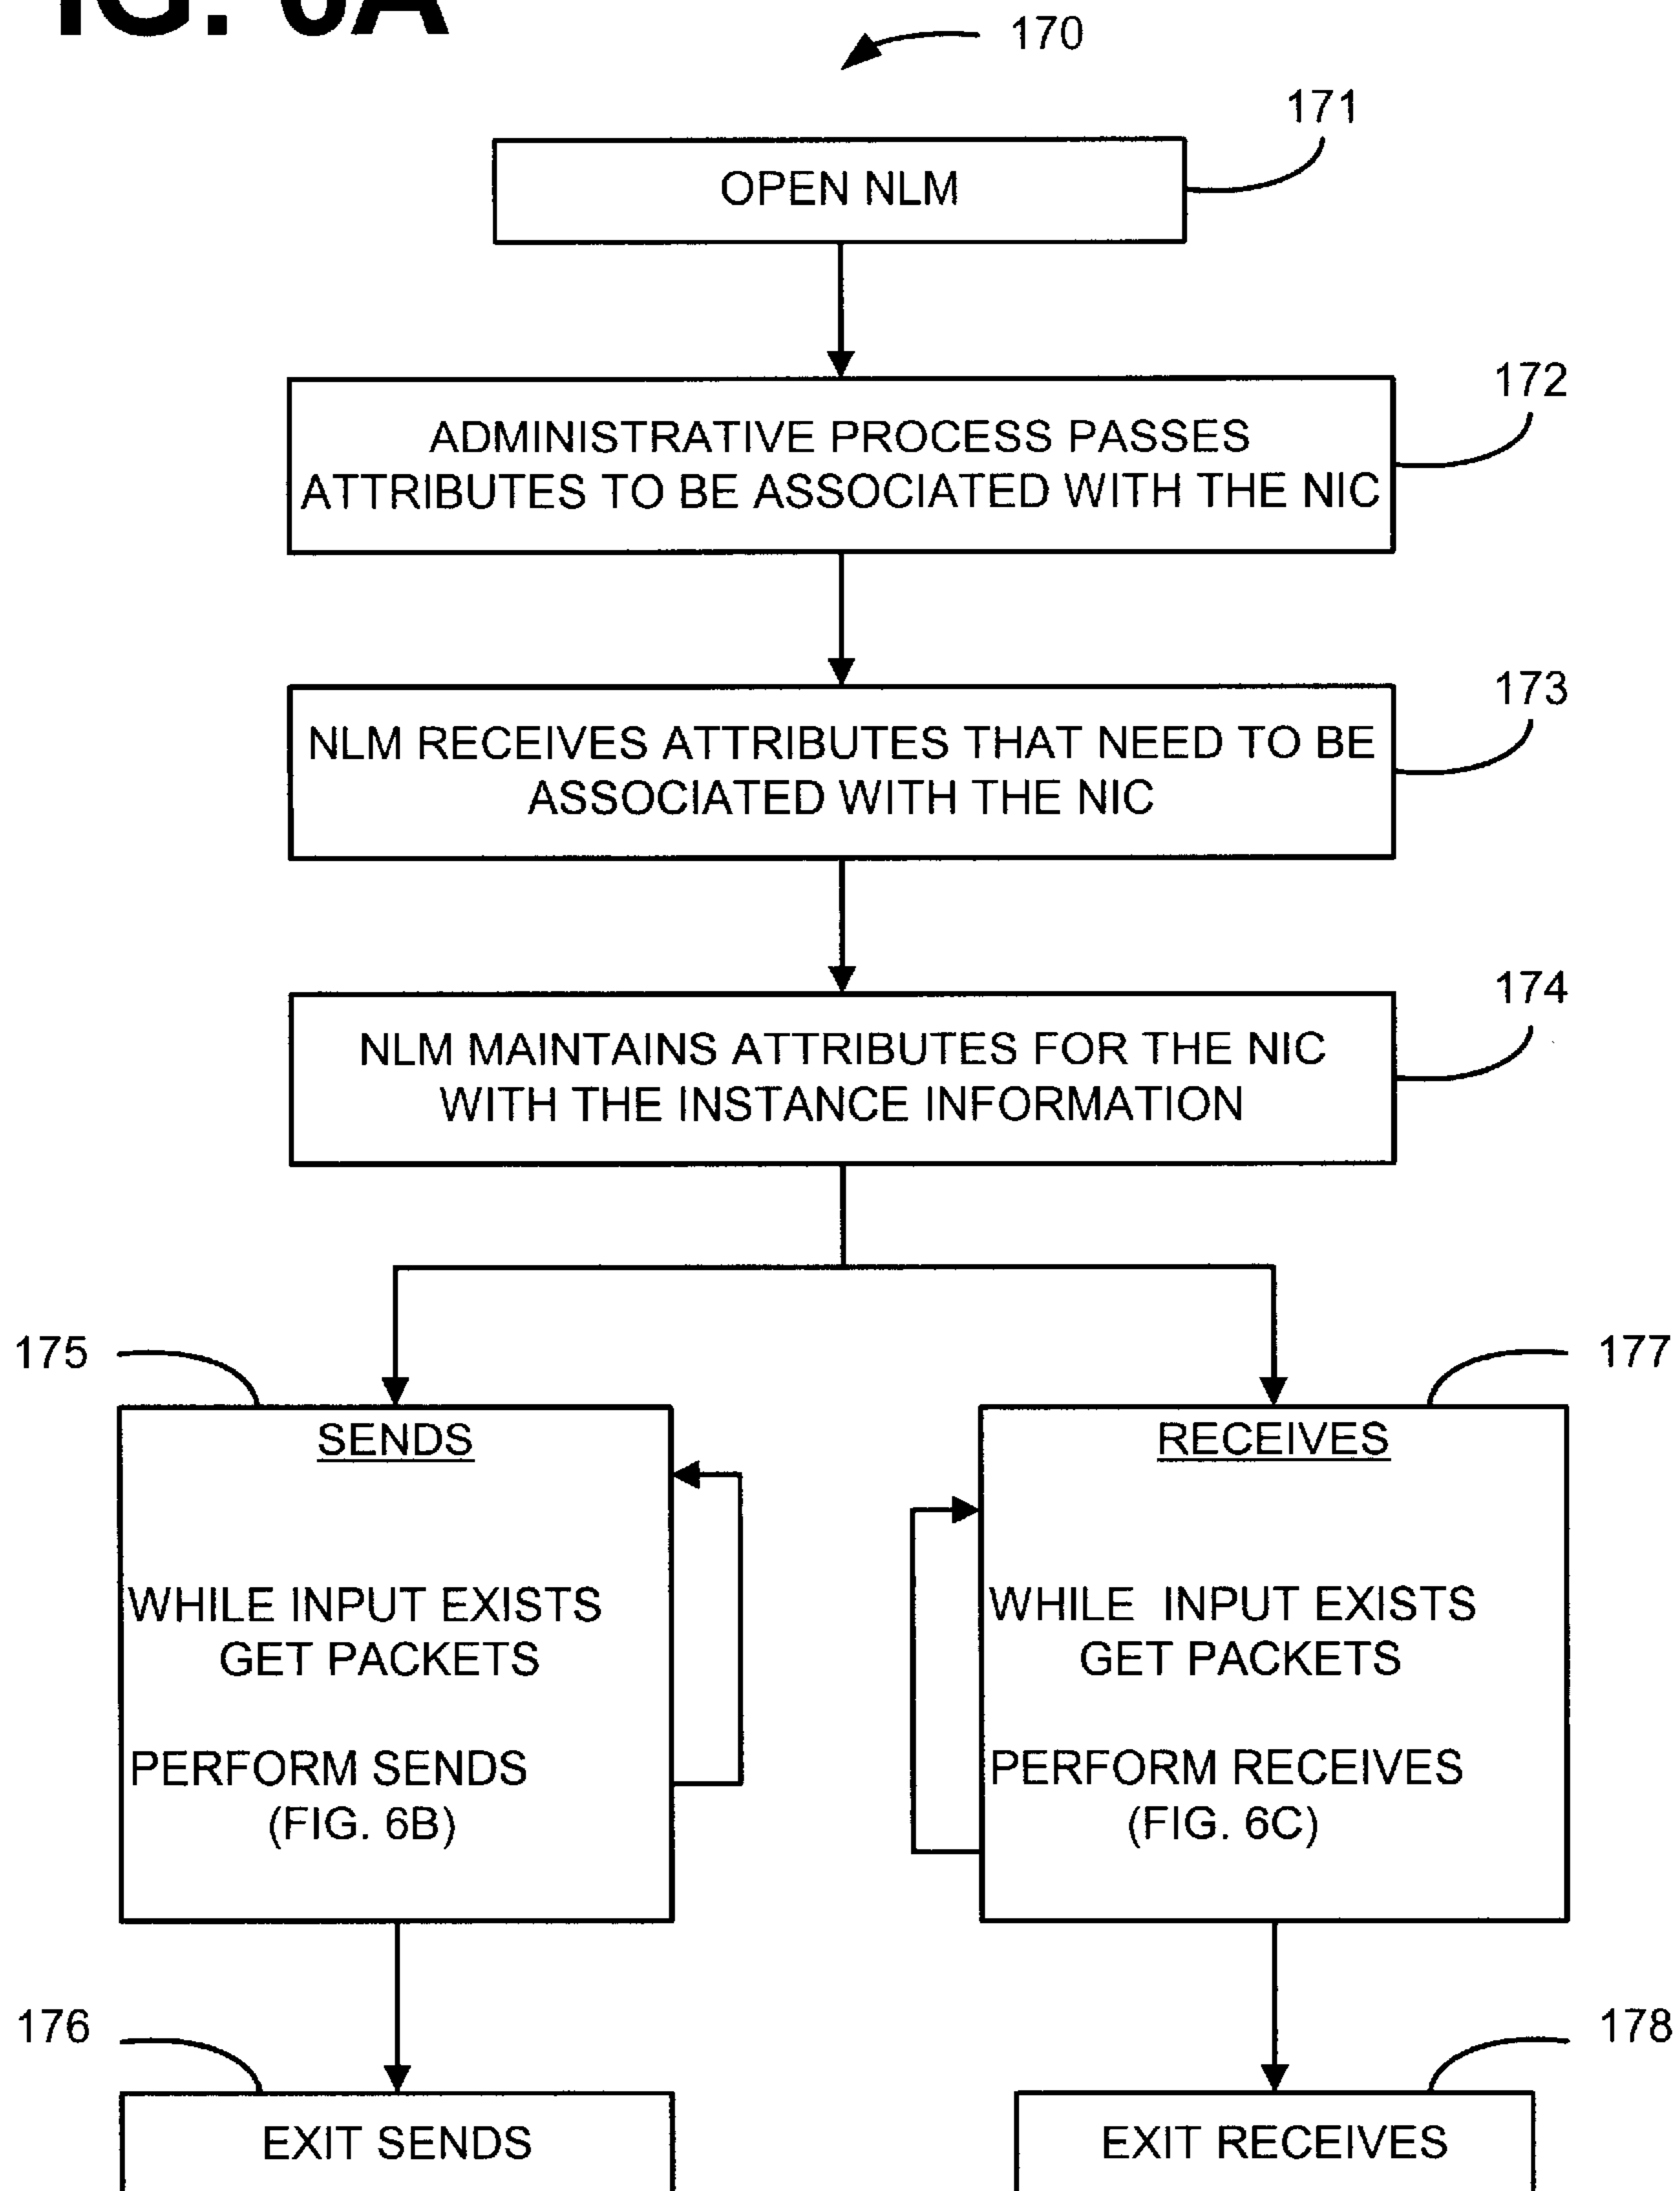 FIG. 6A
170
171
OPEN NLM
172
ADMINISTRATIVE PROCESS PASSES
ATTRIBUTES TO BE ASSOCIATED WITH THE NIC
173
NLM RECEIVES ATTRIBUTES THAT NEED TO BE
ASSOCIATED WITH THE NIC
174
NLM MAINTAINS ATTRIBUTES FOR THE NIC
WITH THE INSTANCE INFORMATION
175
177
SENDS
WHILE INPUT EXISTS
GET PACKETS
PERFORM SENDS
(FIG. 6B)
RECEIVES
WHILE INPUT EXISTS
GET PACKETS
PERFORM RECEIVES
(FIG. 6C)
176
178
EXIT SENDS
EXIT RECEIVES